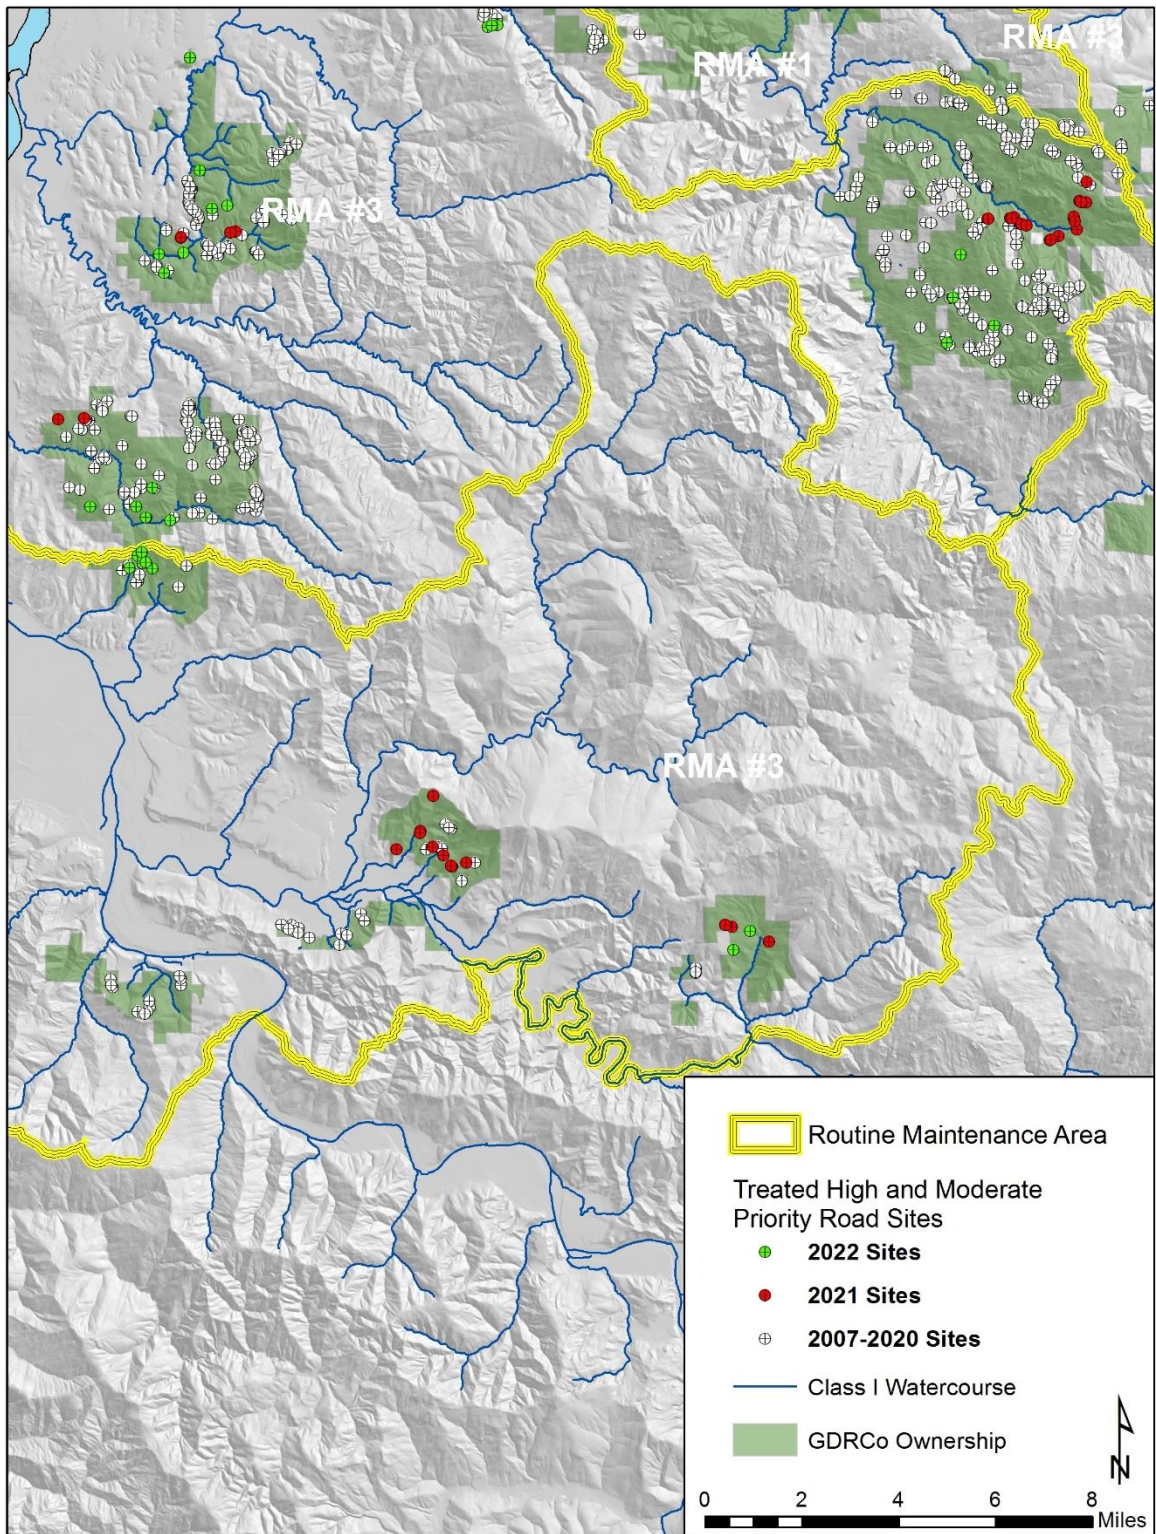 RMA #3
RMA #1
RMA #3
RMA #3
Routine Maintenance Area
Treated High and Moderate
Priority Road Sites
2022 Sites
2021 Sites
2007-2020 Sites
Class I Watercourse
GDRCo Ownership
N
0 2 4 6 8
Miles